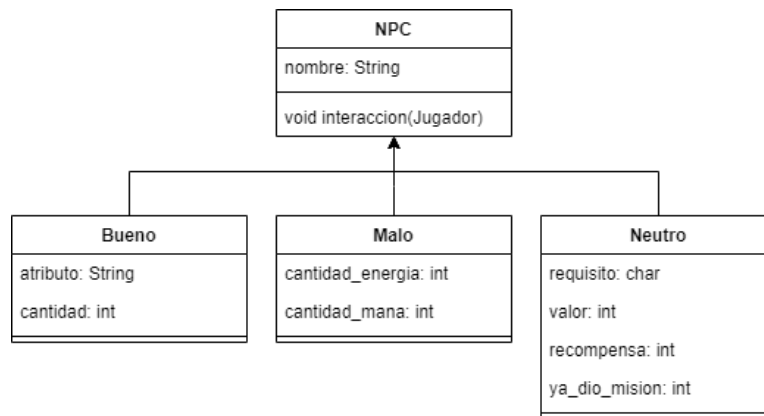 NPC
nombre: String
void interaccion(Jugador)
Bueno
atributo: String
cantidad: int
Malo
cantidad_energia: int
cantidad_mana: int
Neutro
requisito: char
valor: int
recompensa: int
ya_dio_mision: int